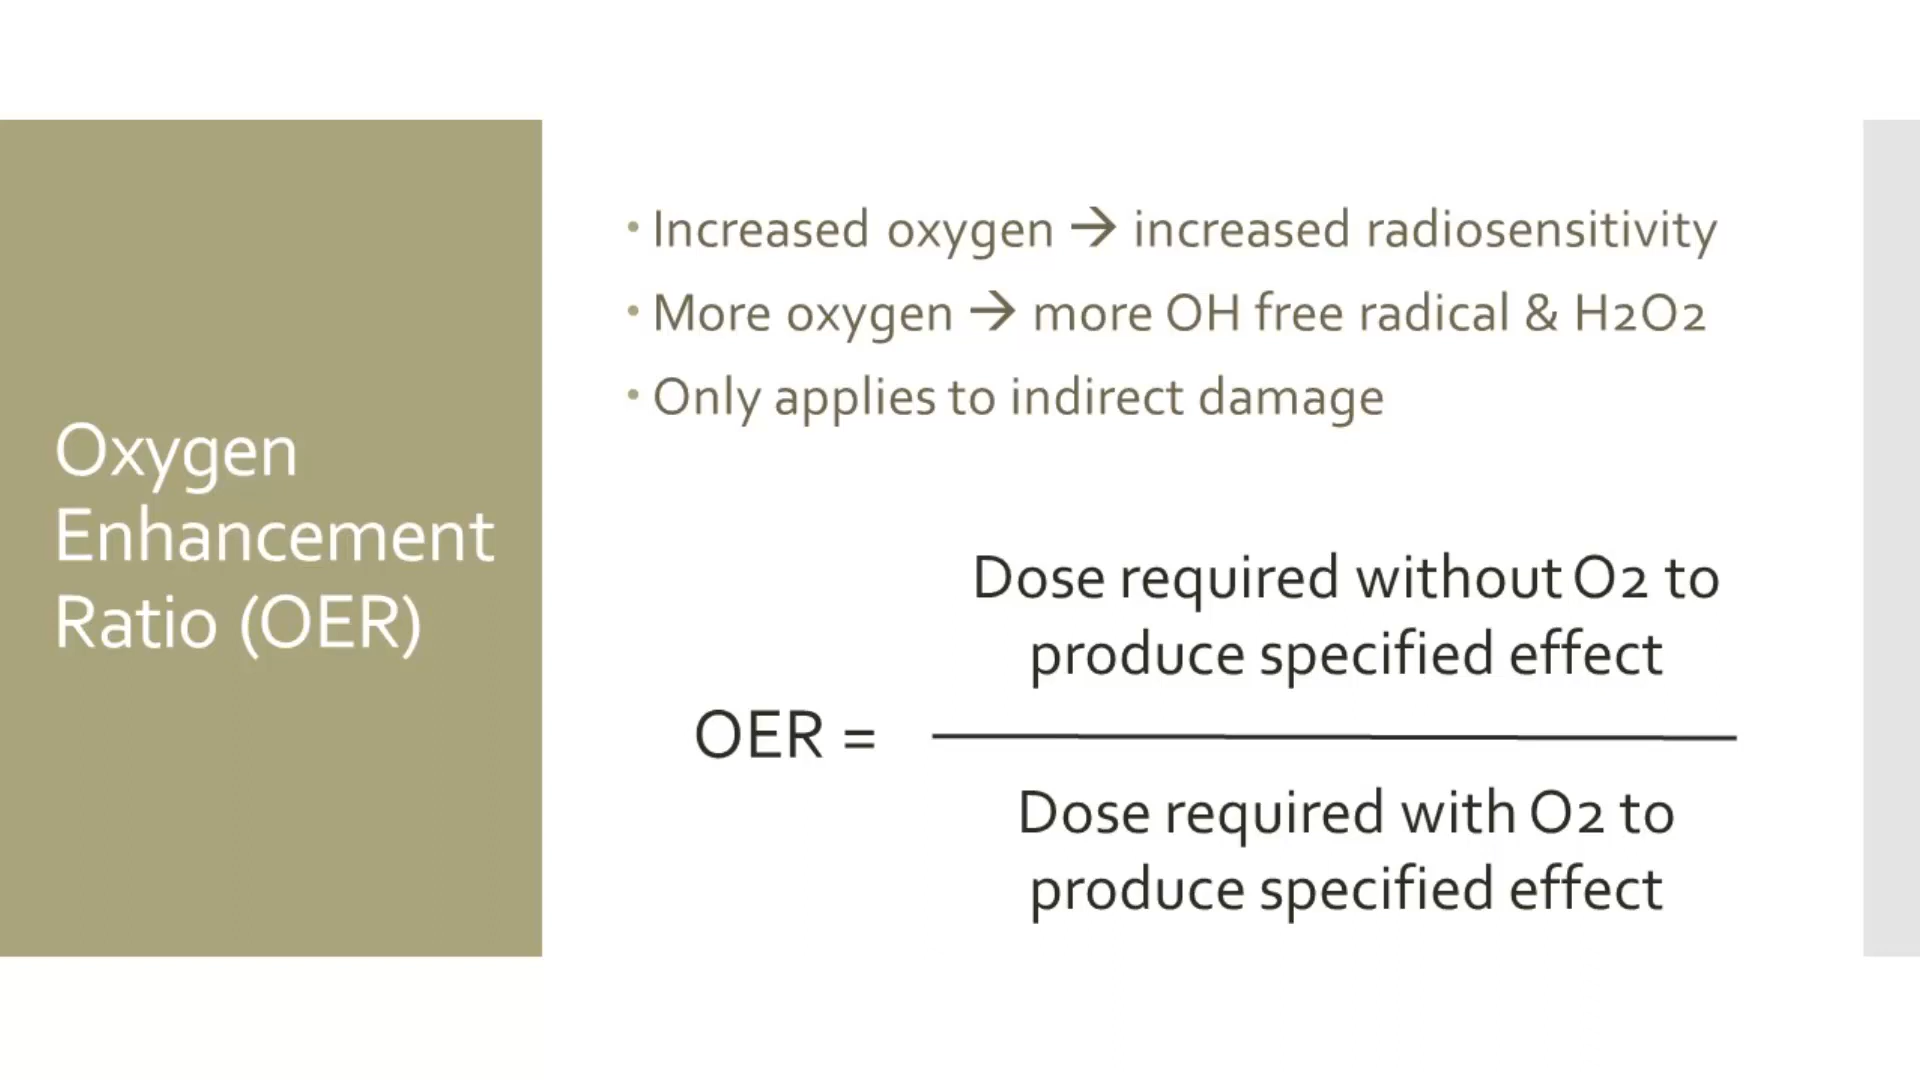 Oxygen
Enhancement
Ratio (OER)
• Increased oxygen → increased radiosensitivity
• More oxygen → more OH free radical & H2O2
• Only applies to indirect damage
Dose required without O2 to
produce specified effect
OER =
Dose required with O2 to
produce specified effect